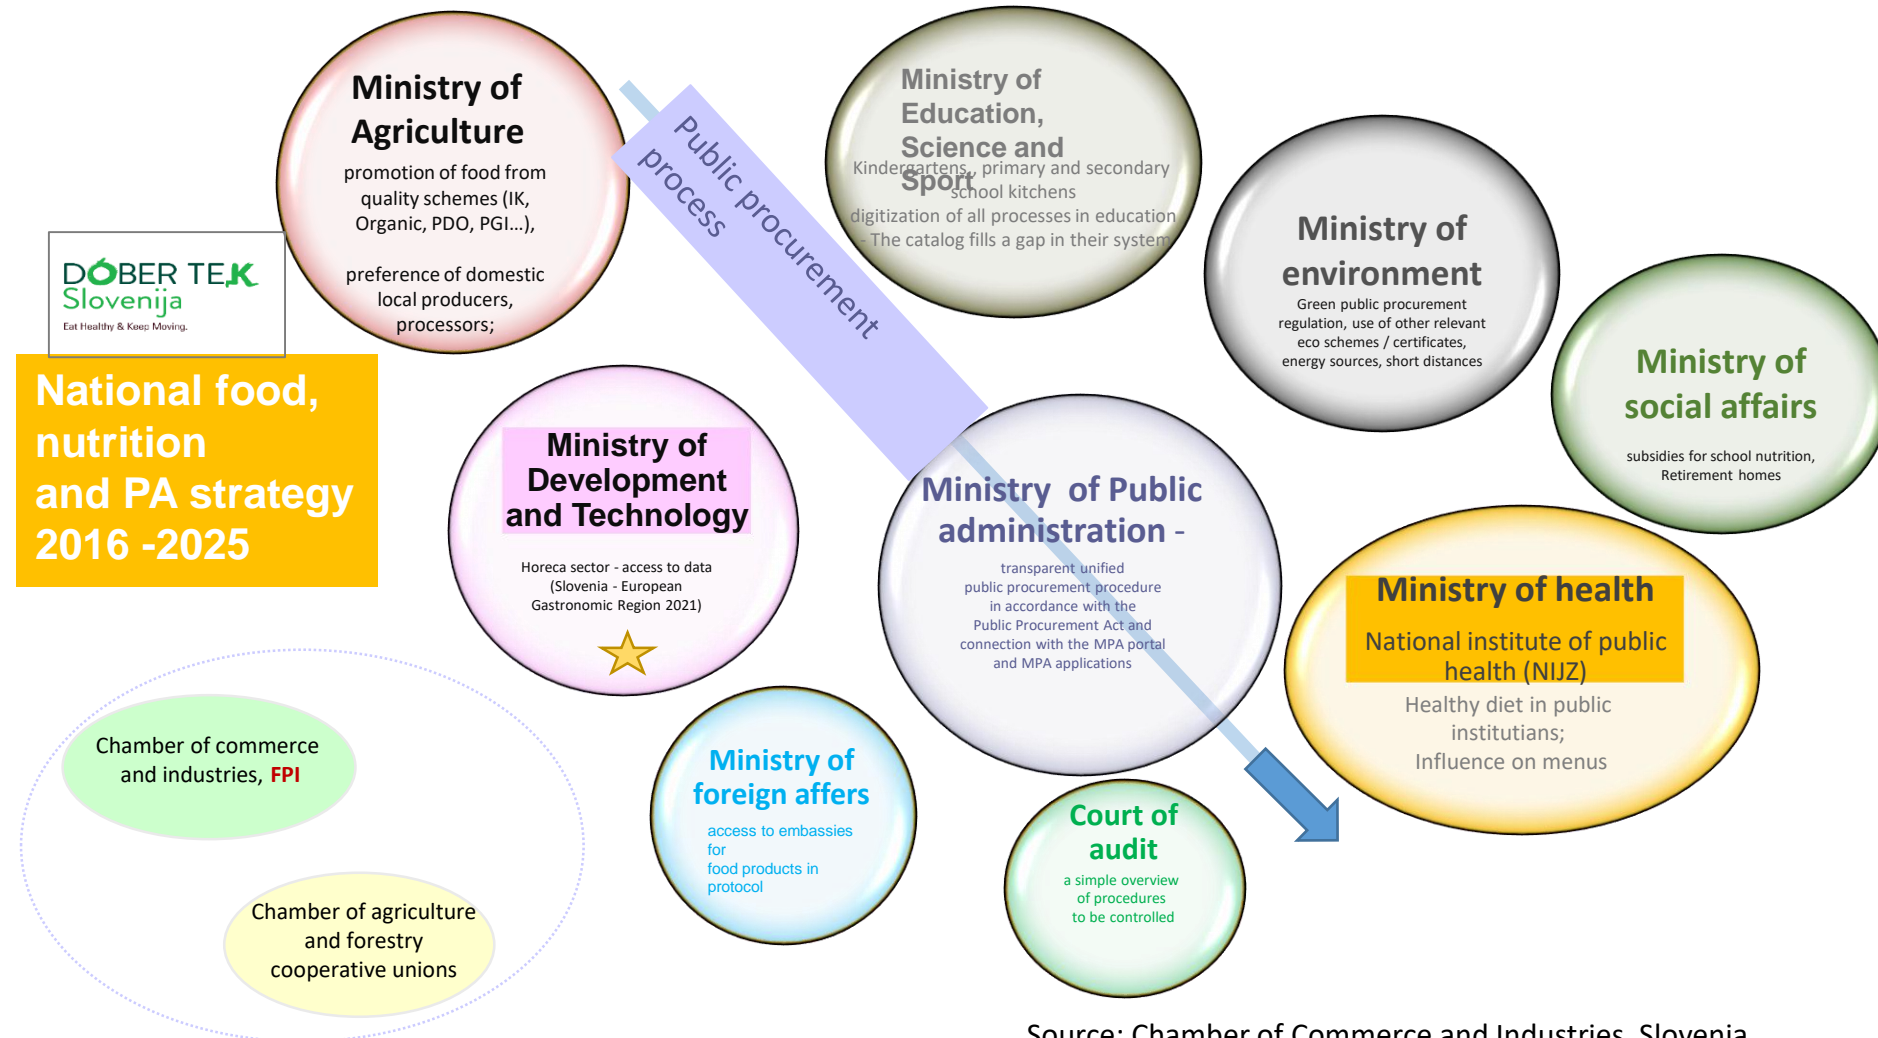 Ministry of
Agriculture
promotion of food from
quality schemes (IK,
Organic, PDO, PGI...),
preference of domestic
local producers,
processors;
Public procurement
process
Ministry of
Education,
Science and
Sport
Kindergartens, primary and secondary
school kitchens
digitization of all processes in education
- The catalog fills a gap in their system
Ministry of
environment
Green public procurement
regulation, use of other relevant
eco schemes / certificates,
energy sources, short distances
Ministry of
social affairs
subsidies for school nutrition,
Retirement homes
DOBER TEK
Slovenija
Eat Healthy & Keep Moving.
National food,
nutrition
and PA strategy
2016 -2025
Ministry of
Development
and Technology
Horeca sector - access to data
(Slovenia - European
Gastronomic Region 2021)
Ministry of Public
administration -
transparent unified
public procurement procedure
in accordance with the
Public Procurement Act and
connection with the MPA portal
and MPA applications
Ministry of health
National institute of public
health (NIJZ)
Healthy diet in public
institutians;
Influence on menus
Chamber of commerce
and industries, FPI
Chamber of agriculture
and forestry
cooperative unions
Ministry of
foreign affers
access to embassies
for
food products in
protocol
Court of
audit
a simple overview
of procedures
to be controlled
Source: Chamber of Commerce and Industries, Slovenia